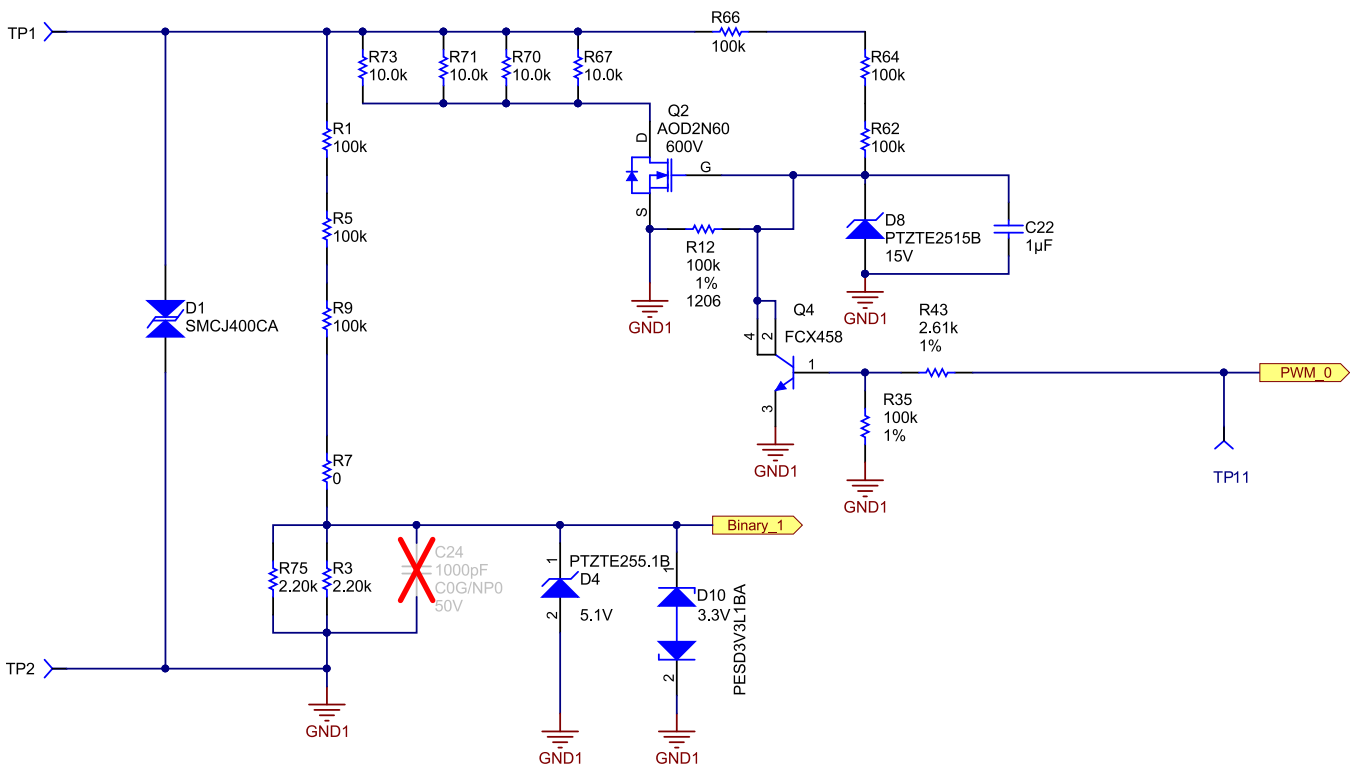 TP1
R66
100k
R73
10.0k
R71
10.0k
R70
10.0k
R67
10.0k
R64
100k
Q2
AOD2N60
600V
R1
100k
R62
100k
D
G
S
R5
100k
D8
PTZTE2515B
15V
C22
1µF
R12
100k
1%
1206
D1
SMCJ400CA
R9
100k
GND1
GND1
Q4
FCX458
4
2
1
3
R43
2.61k
1%
PWM_0
R35
100k
1%
GND1
GND1
TP11
R7
0
Binary_1
R75
2.20k
R3
2.20k
C24
1000pF
C0G/NP0
50V
1
PTZTE255.1B
D4
5.1V
2
1
D10
3.3V
PESD3V3L1BA
2
TP2
GND1
GND1
GND1